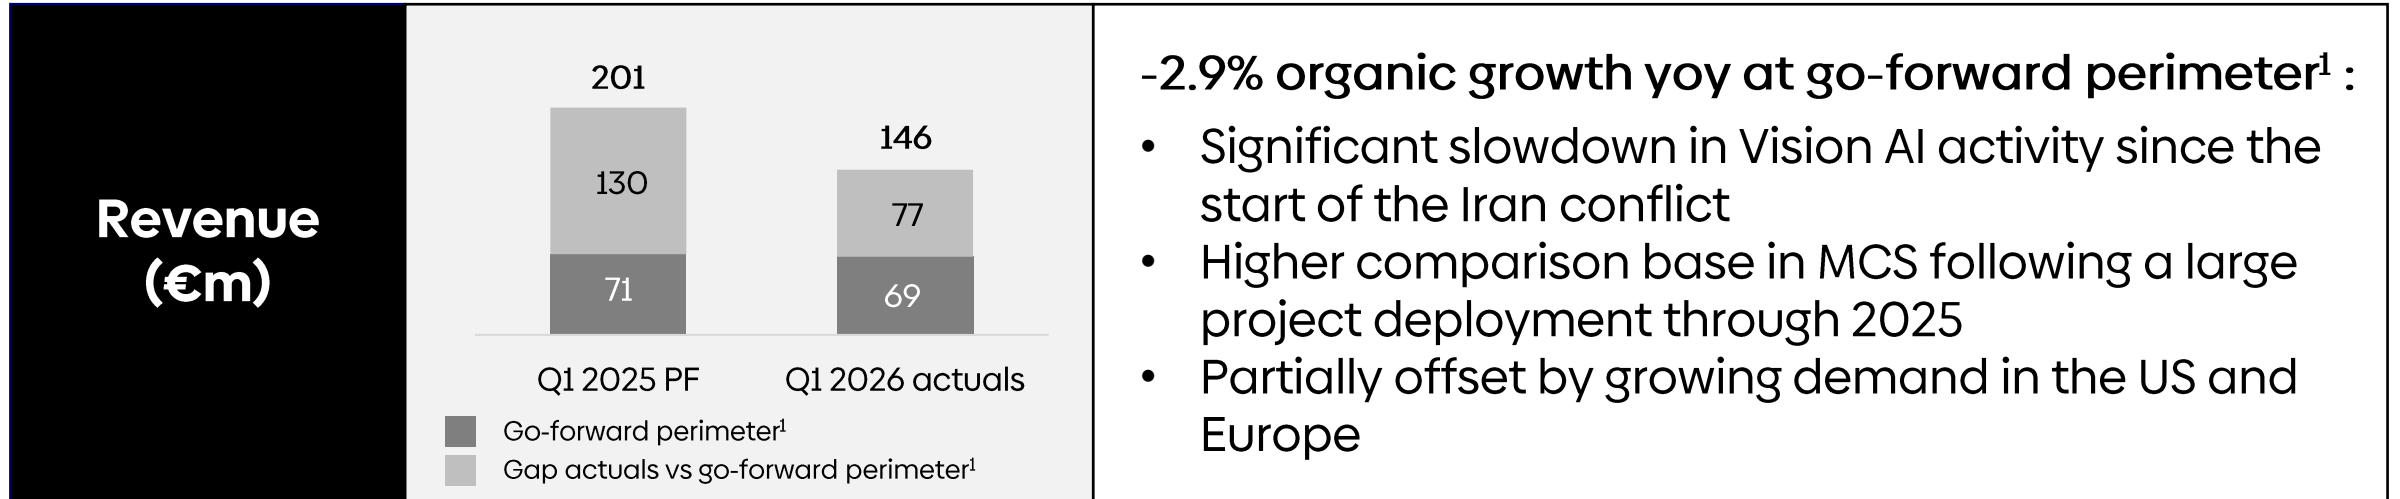 Revenue
(€m)
201
130
71
146
77
69
Q1 2025 PF
Q1 2026 actuals
Go-forward perimeter¹
Gap actuals vs go-forward perimeter¹
-2.9% organic growth yoy at go-forward perimeter¹ :
• Significant slowdown in Vision AI activity since the
start of the Iran conflict
• Higher comparison base in MCS following a large
project deployment through 2025
• Partially offset by growing demand in the US and
Europe